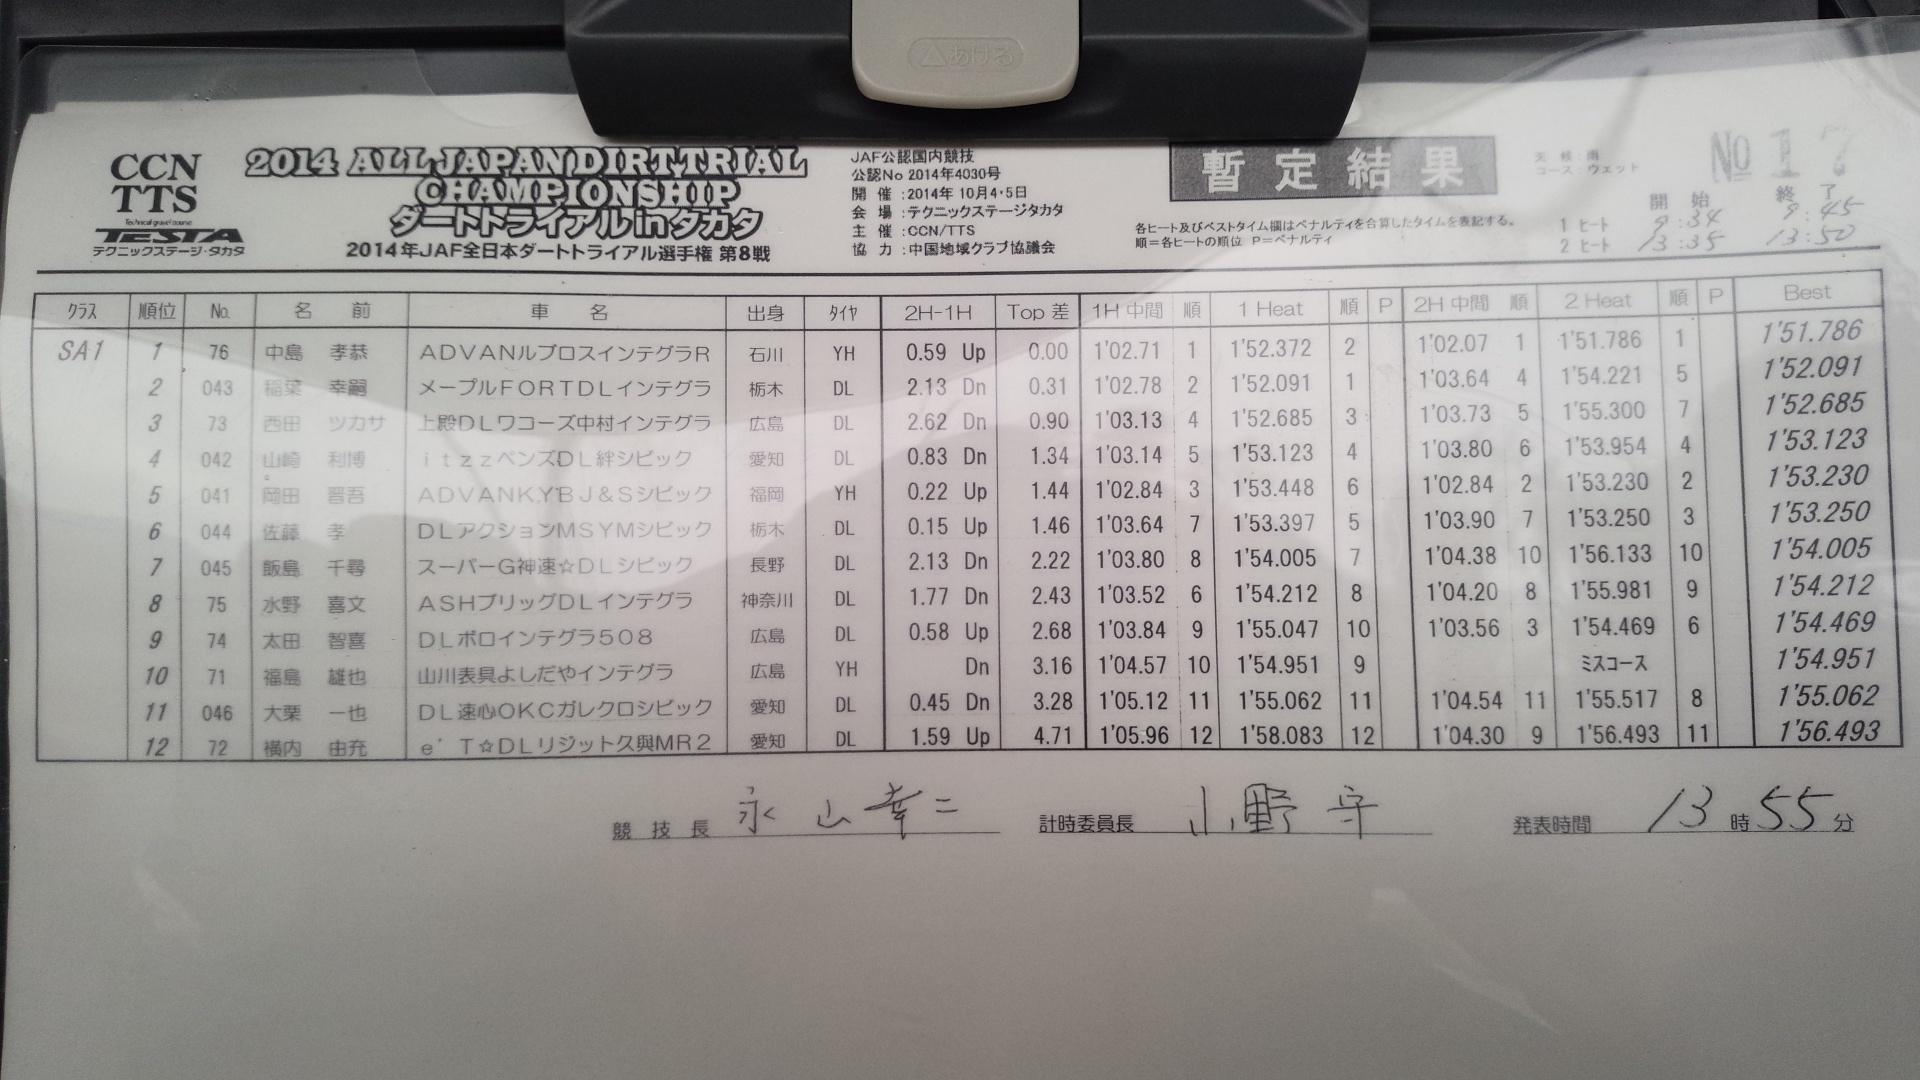 △あける
CCN
TTS
Technical gravel course
TESTA
テクニックステージ・タカタ
2014 ALL JAPAN DIRT TRIAL
CHAMPIONSHIP
ダートトライアル in タカタ
2014年JAF全日本ダートトライアル選手権 第8戦
JAF公認国内競技
公認No 2014年4030号
開 催 :2014年 10月4・5日
会 場 :テクニックステージタカタ
主 催 :CCN/TTS
協 力 :中国地域クラブ協議会
暫定結果
各ヒート及びベストタイム欄はペナルティを合算したタイムを表記する。
順=各ヒートの順位 P=ペナルティ
天 候 : 雨
コース : ウェット
No 17
開 始 終 了
1 ヒート 9:34 9:45
2 ヒート 13:35 13:50
クラス 順位 No. 名 前 車 名 出身 タイヤ 2H-1H Top 差 1H 中間 順 1 Heat 順 P 2H 中間 順 2 Heat 順 P Best
SA1 1 76 中島 孝恭 ADVANルブロスインテグラR 石川 YH 0.59 Up 0.00 1'02.71 1 1'52.372 2 1'02.07 1 1'51.786 1 1'51.786
2 043 稲葉 幸嗣 メープルFORTDLインテグラ 栃木 DL 2.13 Dn 0.31 1'02.78 2 1'52.091 1 1'03.64 4 1'54.221 5 1'52.091
3 73 西田 ツカサ 上殿DLワコーズ中村インテグラ 広島 DL 2.62 Dn 0.90 1'03.13 4 1'52.685 3 1'03.73 5 1'55.300 7 1'52.685
4 042 山崎 利博 itzzペンズDL絆シビック 愛知 DL 0.83 Dn 1.34 1'03.14 5 1'53.123 4 1'03.80 6 1'53.954 4 1'53.123
5 041 岡田 晋吾 ADVANKYBJ&Sシビック 福岡 YH 0.22 Up 1.44 1'02.84 3 1'53.448 6 1'02.84 2 1'53.230 2 1'53.230
6 044 佐藤 孝 DLアクションMSYMシビック 栃木 DL 0.15 Up 1.46 1'03.64 7 1'53.397 5 1'03.90 7 1'53.250 3 1'53.250
7 045 飯島 千尋 スーパーG神速☆DLシビック 長野 DL 2.13 Dn 2.22 1'03.80 8 1'54.005 7 1'04.38 10 1'56.133 10 1'54.005
8 75 水野 喜文 ASHブリッグDLインテグラ 神奈川 DL 1.77 Dn 2.43 1'03.52 6 1'54.212 8 1'04.20 8 1'55.981 9 1'54.212
9 74 太田 智喜 DLポロインテグラ508 広島 DL 0.58 Up 2.68 1'03.84 9 1'55.047 10 1'03.56 3 1'54.469 6 1'54.469
10 71 福島 雄也 山川表具よしだやインテグラ 広島 YH Dn 3.16 1'04.57 10 1'54.951 9 ミスコース 1'54.951
11 046 大栗 一也 DL遠心OKCガレクロシビック 愛知 DL 0.45 Dn 3.28 1'05.12 11 1'55.062 11 1'04.54 11 1'55.517 8 1'55.062
12 72 横内 由充 e'T☆DLリジット久與MR2 愛知 DL 1.59 Up 4.71 1'05.96 12 1'58.083 12 1'04.30 9 1'56.493 11 1'56.493
競 技 長 永山幸二 計時委員長 小野 守 発表時間 13 時 55 分